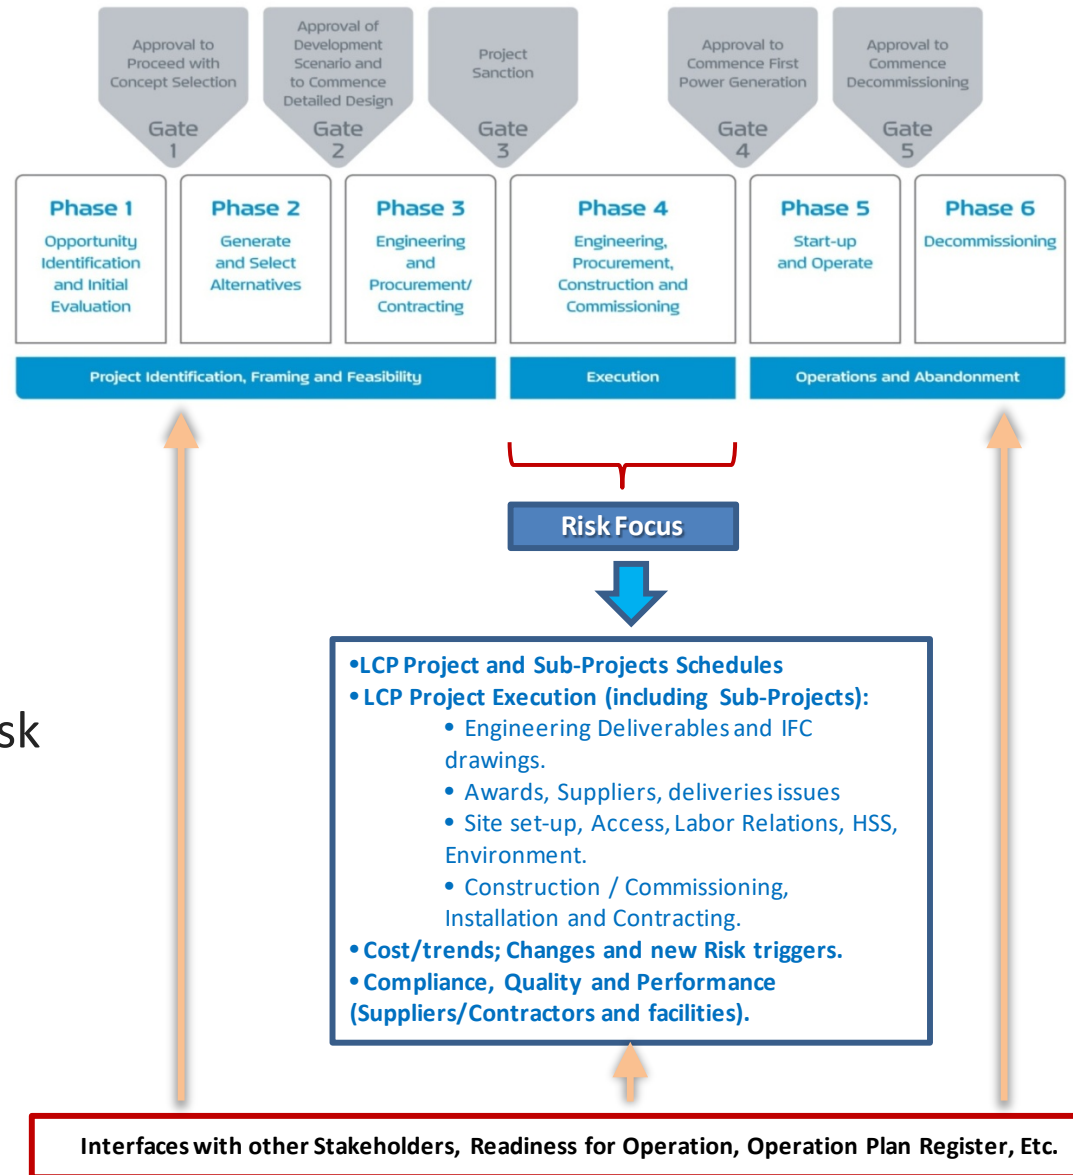 Approval to
Proceed with
Concept Selection
Gate
1
Approval of
Development
Scenario and
to Commence
Detailed Design
Gate
2
Project
Sanction
Gate
3
Approval to
Commence First
Power Generation
Gate
4
Approval to
Commence
Decommissioning
Gate
5
Phase 1
Opportunity
Identification
and Initial
Evaluation
Phase 2
Generate
and Select
Alternatives
Phase 3
Engineering
and
Procurement/
Contracting
Phase 4
Engineering,
Procurement,
Construction and
Commissioning
Phase 5
Start-up
and Operate
Phase 6
Decommissioning
Project Identification, Framing and Feasibility
Execution
Operations and Abandonment
Risk Focus
•LCP Project and Sub-Projects Schedules
•LCP Project Execution (including Sub-Projects):
• Engineering Deliverables and IFC
drawings.
• Awards, Suppliers, deliveries issues
• Site set-up, Access, Labor Relations, HSS,
Environment.
• Construction / Commissioning,
Installation and Contracting.
•Cost/trends; Changes and new Risk triggers.
•Compliance, Quality and Performance
(Suppliers/Contractors and facilities).
sk
Interfaces with other Stakeholders, Readiness for Operation, Operation Plan Register, Etc.